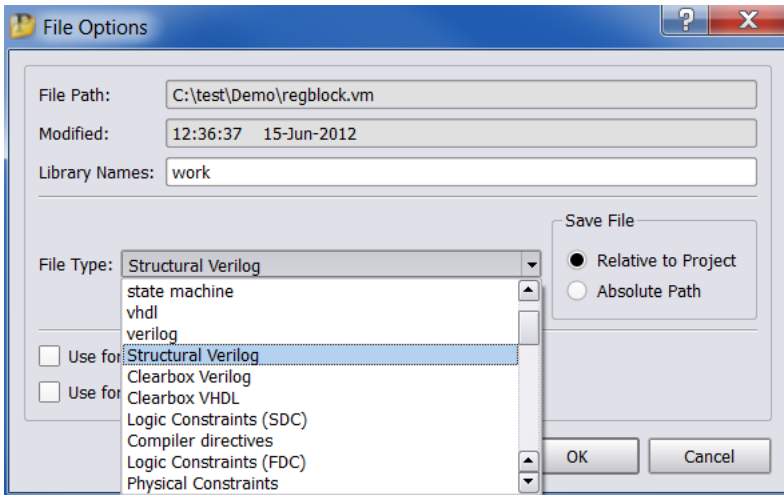 File Options
File Path: C:\test\Demo\regblock.vm
Modified: 12:36:37 15-Jun-2012
Library Names: work
Save File
File Type: Structural Verilog
Relative to Project
Absolute Path
state machine
vhdl
verilog
Structural Verilog
Clearbox Verilog
Clearbox VHDL
Logic Constraints (SDC)
Compiler directives
Logic Constraints (FDC)
Physical Constraints
Use for
Use for
OK Cancel